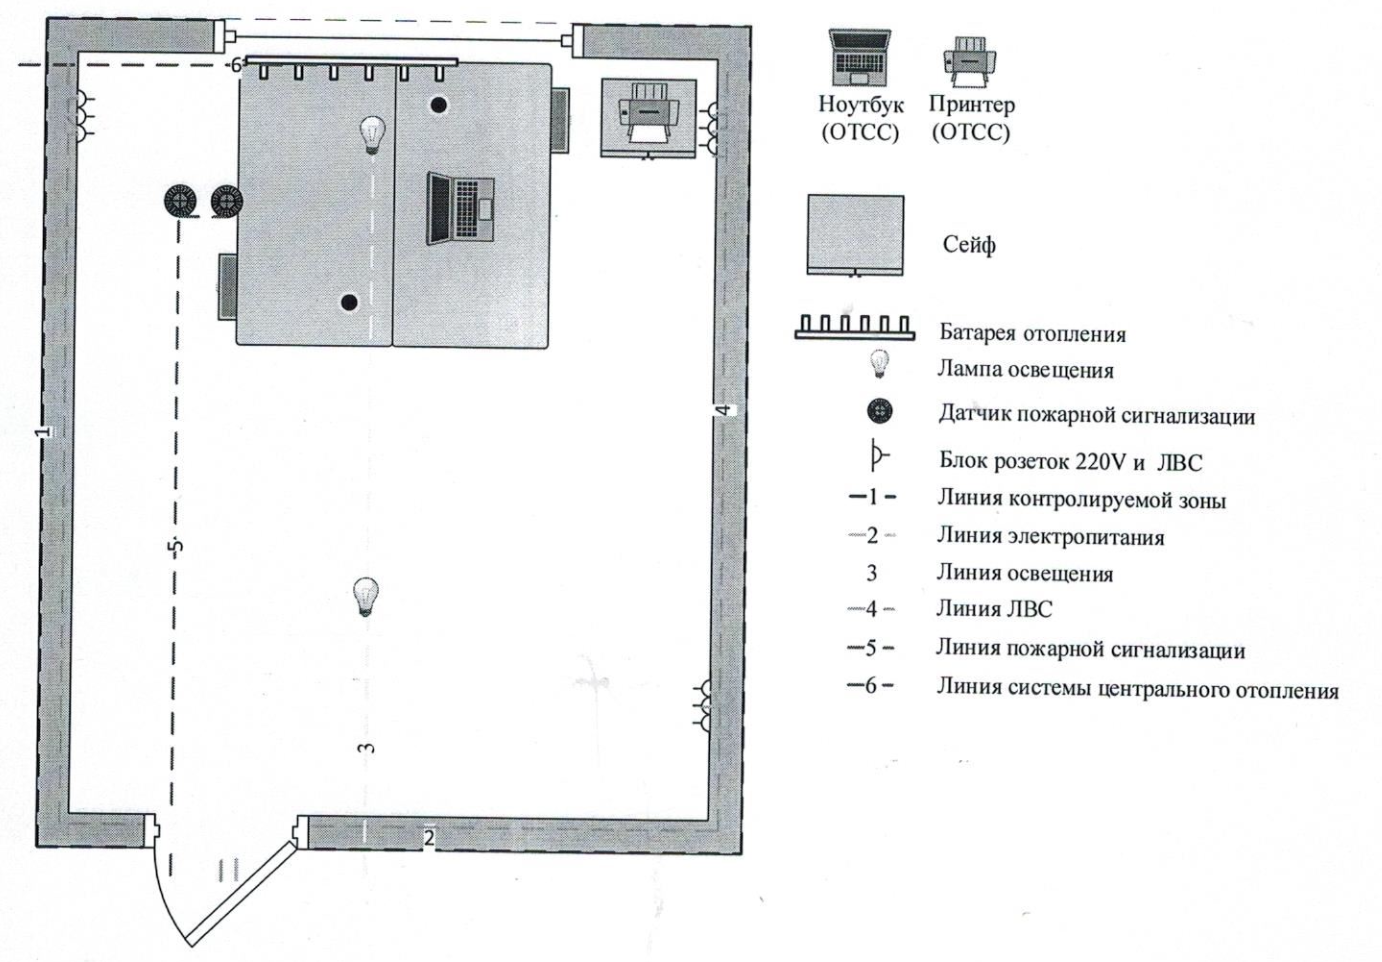 6
1
4
5
3
2
Ноутбук
(ОТСС)
Принтер
(ОТСС)
Сейф
Батарея отопления
Лампа освещения
Датчик пожарной сигнализации
Блок розеток 220V и ЛВС
1 Линия контролируемой зоны
2 Линия электропитания
3 Линия освещения
4 Линия ЛВС
5 Линия пожарной сигнализации
6 Линия системы центрального отопления